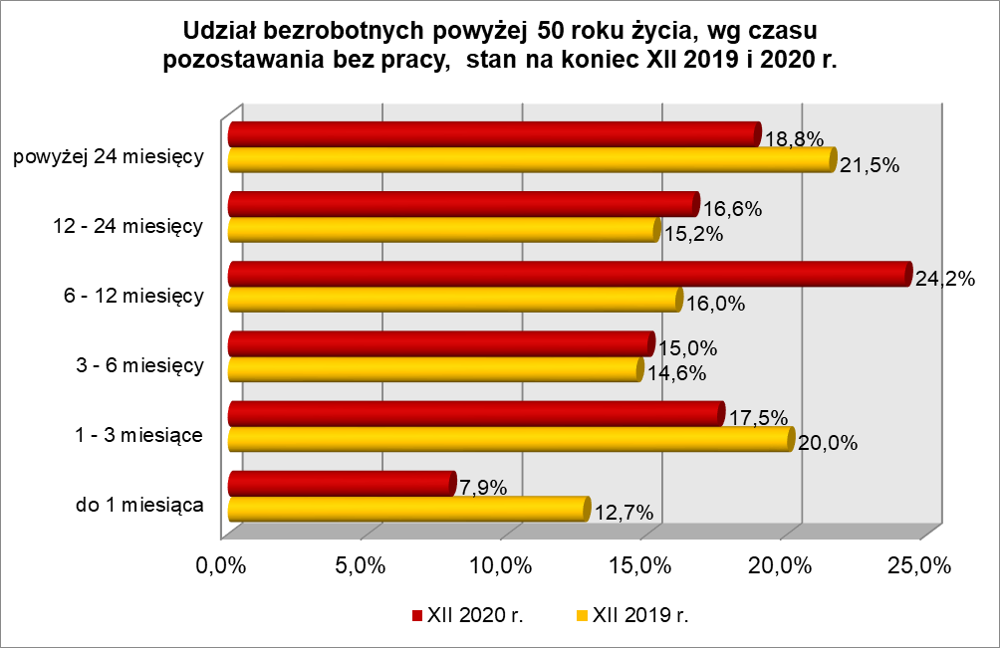 Udział bezrobotnych powyżej 50 roku życia, wg czasu
pozostawania bez pracy, stan na koniec XII 2019 i 2020 r.
powyżej 24 miesięcy
18,8%
21,5%
12 - 24 miesięcy
16,6%
15,2%
6 - 12 miesięcy
24,2%
16,0%
3 - 6 miesięcy
15,0%
14,6%
1 - 3 miesiące
17,5%
20,0%
do 1 miesiąca
7,9%
12,7%
0,0% 5,0% 10,0% 15,0% 20,0% 25,0%
XII 2020 r. XII 2019 r.